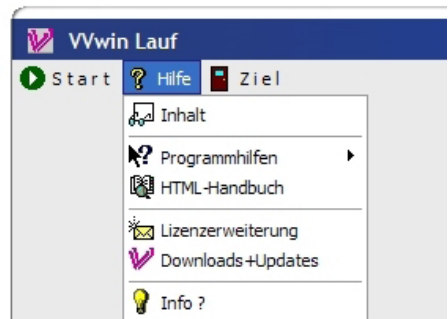 VVwin Lauf
Start Hilfe Ziel
Inhalt
Programmhilfen
HTML-Handbuch
Lizenzerweiterung
Downloads+Updates
Info ?